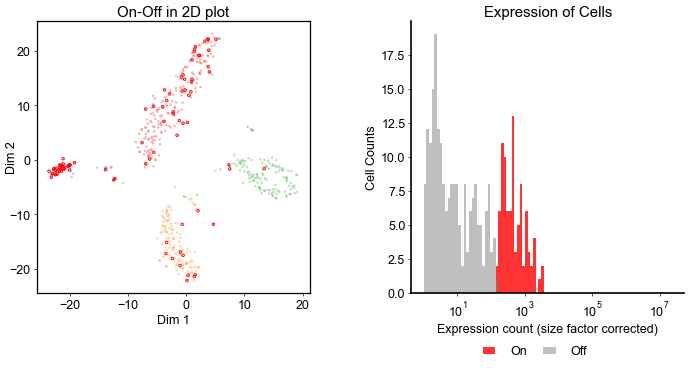 On-Off in 2D plot
Dim 2
20
10
0
−10
−20
−20 −10 0 10 20
Dim 1
Expression of Cells
Cell Counts
17.5
15.0
12.5
10.0
7.5
5.0
2.5
0.0
10^1 10^3 10^5 10^7
Expression count (size factor corrected)
On Off